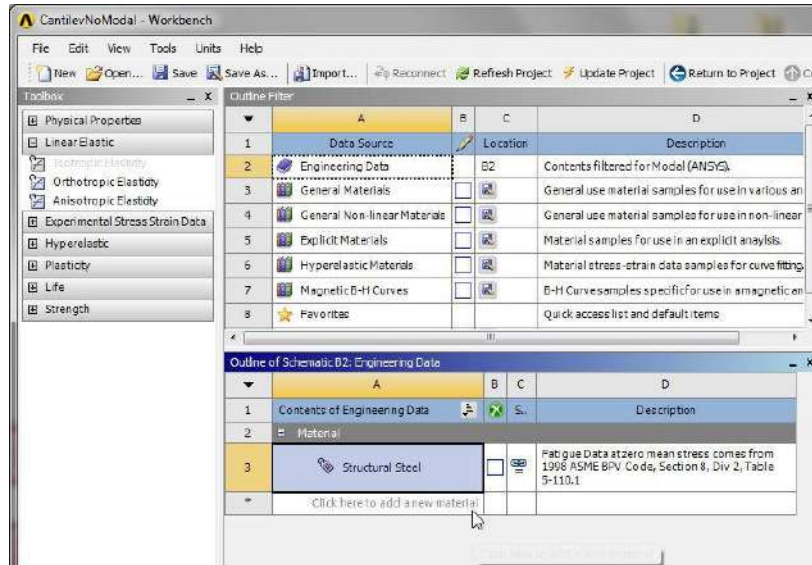 CantilevNoModal - Workbench
File Edit View Tools Units Help
New Open... Save Save As... Import... Reconnect Refresh Project Update Project Return to Project
Toolbox
Physical Properties
Linear Elastic
Isotropic Elasticity
Orthotropic Elasticity
Anisotropic Elasticity
Experimental Stress Strain Data
Hyperelastic
Plasticity
Life
Strength
Outline Filter
A B C D
1 Data Source Location Description
2 Engineering Data B2 Contents filtered for Modal (ANSYS).
3 General Materials General use material samples for use in various an
4 General Non-linear Materials General use material samples for use in non-linear
5 Explicit Materials Material samples for use in an explicit anaylsis.
6 Hyperelastic Materials Material stress-strain data samples for curve fitting.
7 Magnetic B-H Curves B-H Curve samples specific for use in a magnetic an
8 Favorites Quick access list and default items
Outline of Schematic B2: Engineering Data
A B C D
1 Contents of Engineering Data S.. Description
2 Material
3 Structural Steel
Fatigue Data at zero mean stress comes from
1998 ASME BPV Code, Section 8, Div 2, Table
5-110.1
* Click here to add a new material